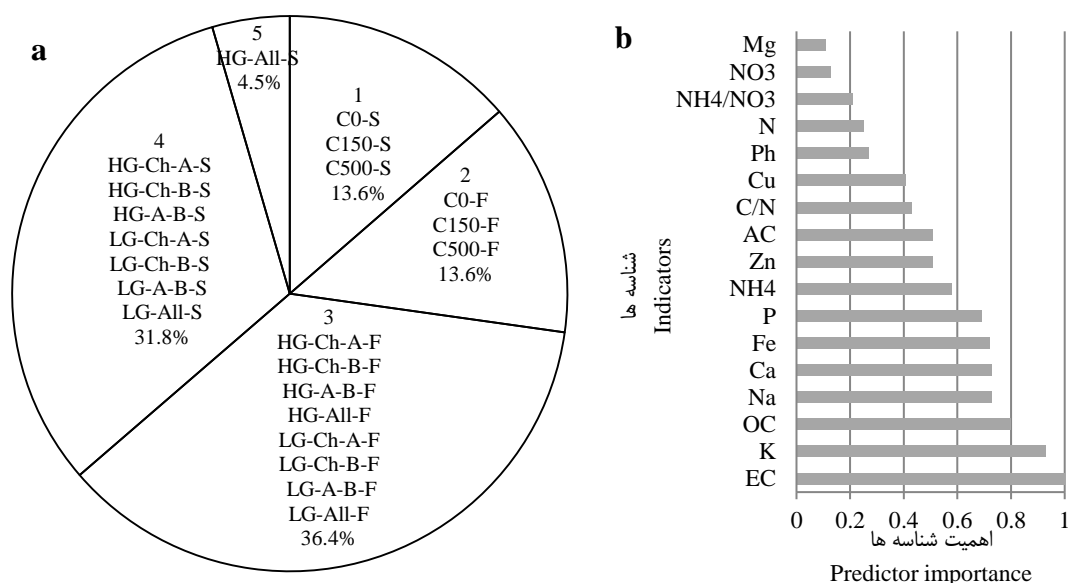 a
5
HG-All-S
4.5%
1
C0-S
C150-S
C500-S
13.6%
2
C0-F
C150-F
C500-F
13.6%
4
HG-Ch-A-S
HG-Ch-B-S
HG-A-B-S
LG-Ch-A-S
LG-Ch-B-S
LG-A-B-S
LG-All-S
31.8%
3
HG-Ch-A-F
HG-Ch-B-F
HG-A-B-F
HG-All-F
LG-Ch-A-F
LG-Ch-B-F
LG-A-B-F
LG-All-F
36.4%
b
شناسه ها
Indicators
Mg
NO3
NH4/NO3
N
Ph
Cu
C/N
AC
Zn
NH4
P
Fe
Ca
Na
OC
K
EC
0 0.2 0.4 0.6 0.8 1
اهمیت شناسه ها
Predictor importance